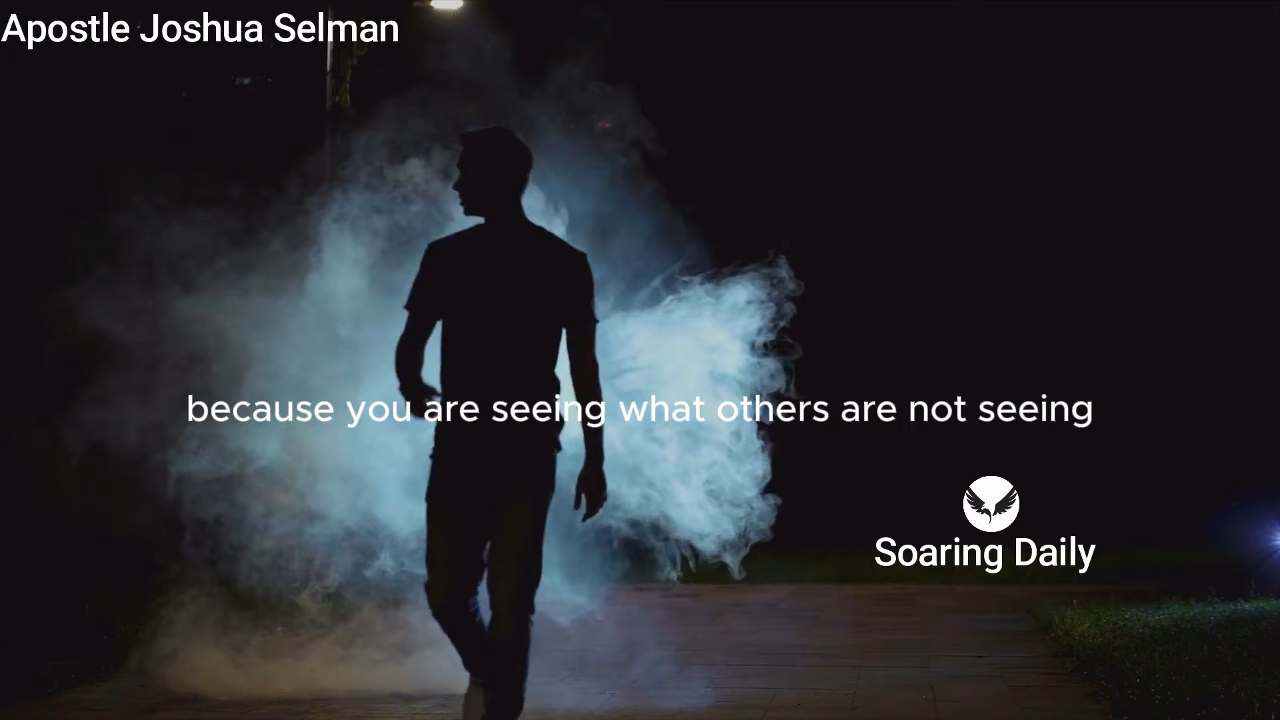 Apostle Joshua Selman
because you are seeing what others are not seeing
Soaring Daily